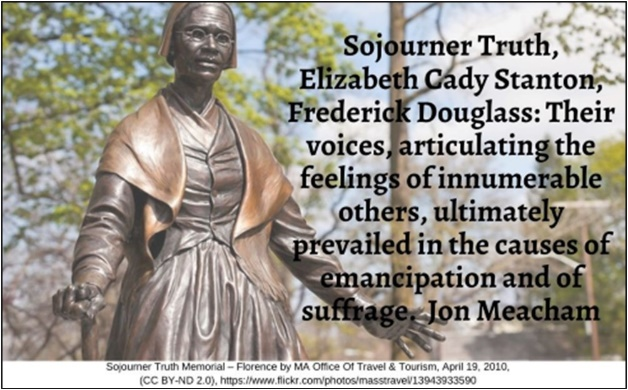 Sojourner Truth,
Elizabeth Cady Stanton,
Frederick Douglass: Their
voices, articulating the
feelings of innumerable
others, ultimately
prevailed in the causes of
emancipation and of
suffrage. Jon Meacham
Sojourner Truth Memorial – Florence by MA Office Of Travel & Tourism, April 19, 2010,
(CC BY-ND 2.0), https://www.flickr.com/photos/masstravel/13943933590